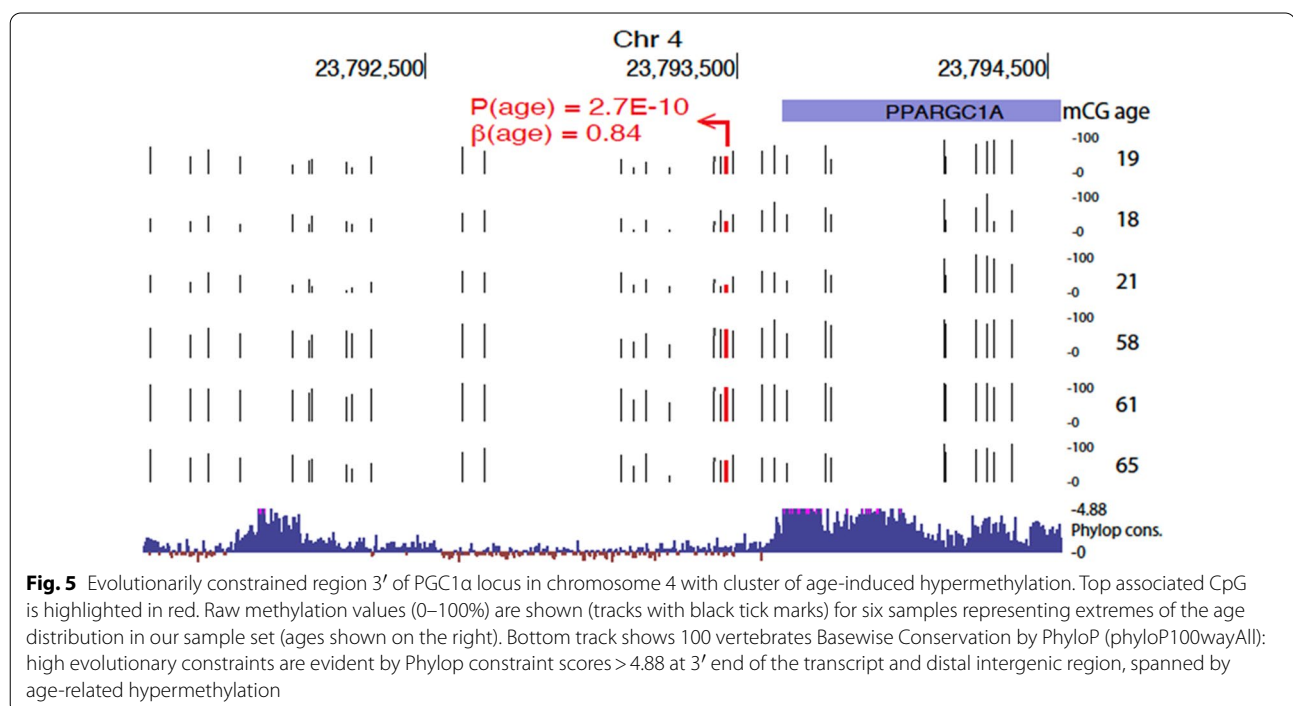 Chr 4
23,792,500| 23,793,500| 23,794,500|
P(age) = 2.7E-10
β(age) = 0.84
PPARGC1A mCG age
-100
-0
19
-100
-0
18
-100
-0
21
-100
-0
58
-100
-0
61
-100
-0
65
-4.88
Phylop cons.
-0
Fig. 5 Evolutionarily constrained region 3′ of PGC1α locus in chromosome 4 with cluster of age-induced hypermethylation. Top associated CpG
is highlighted in red. Raw methylation values (0–100%) are shown (tracks with black tick marks) for six samples representing extremes of the age
distribution in our sample set (ages shown on the right). Bottom track shows 100 vertebrates Basewise Conservation by PhyloP (phyloP100wayAll):
high evolutionary constraints are evident by Phylop constraint scores > 4.88 at 3′ end of the transcript and distal intergenic region, spanned by
age-related hypermethylation